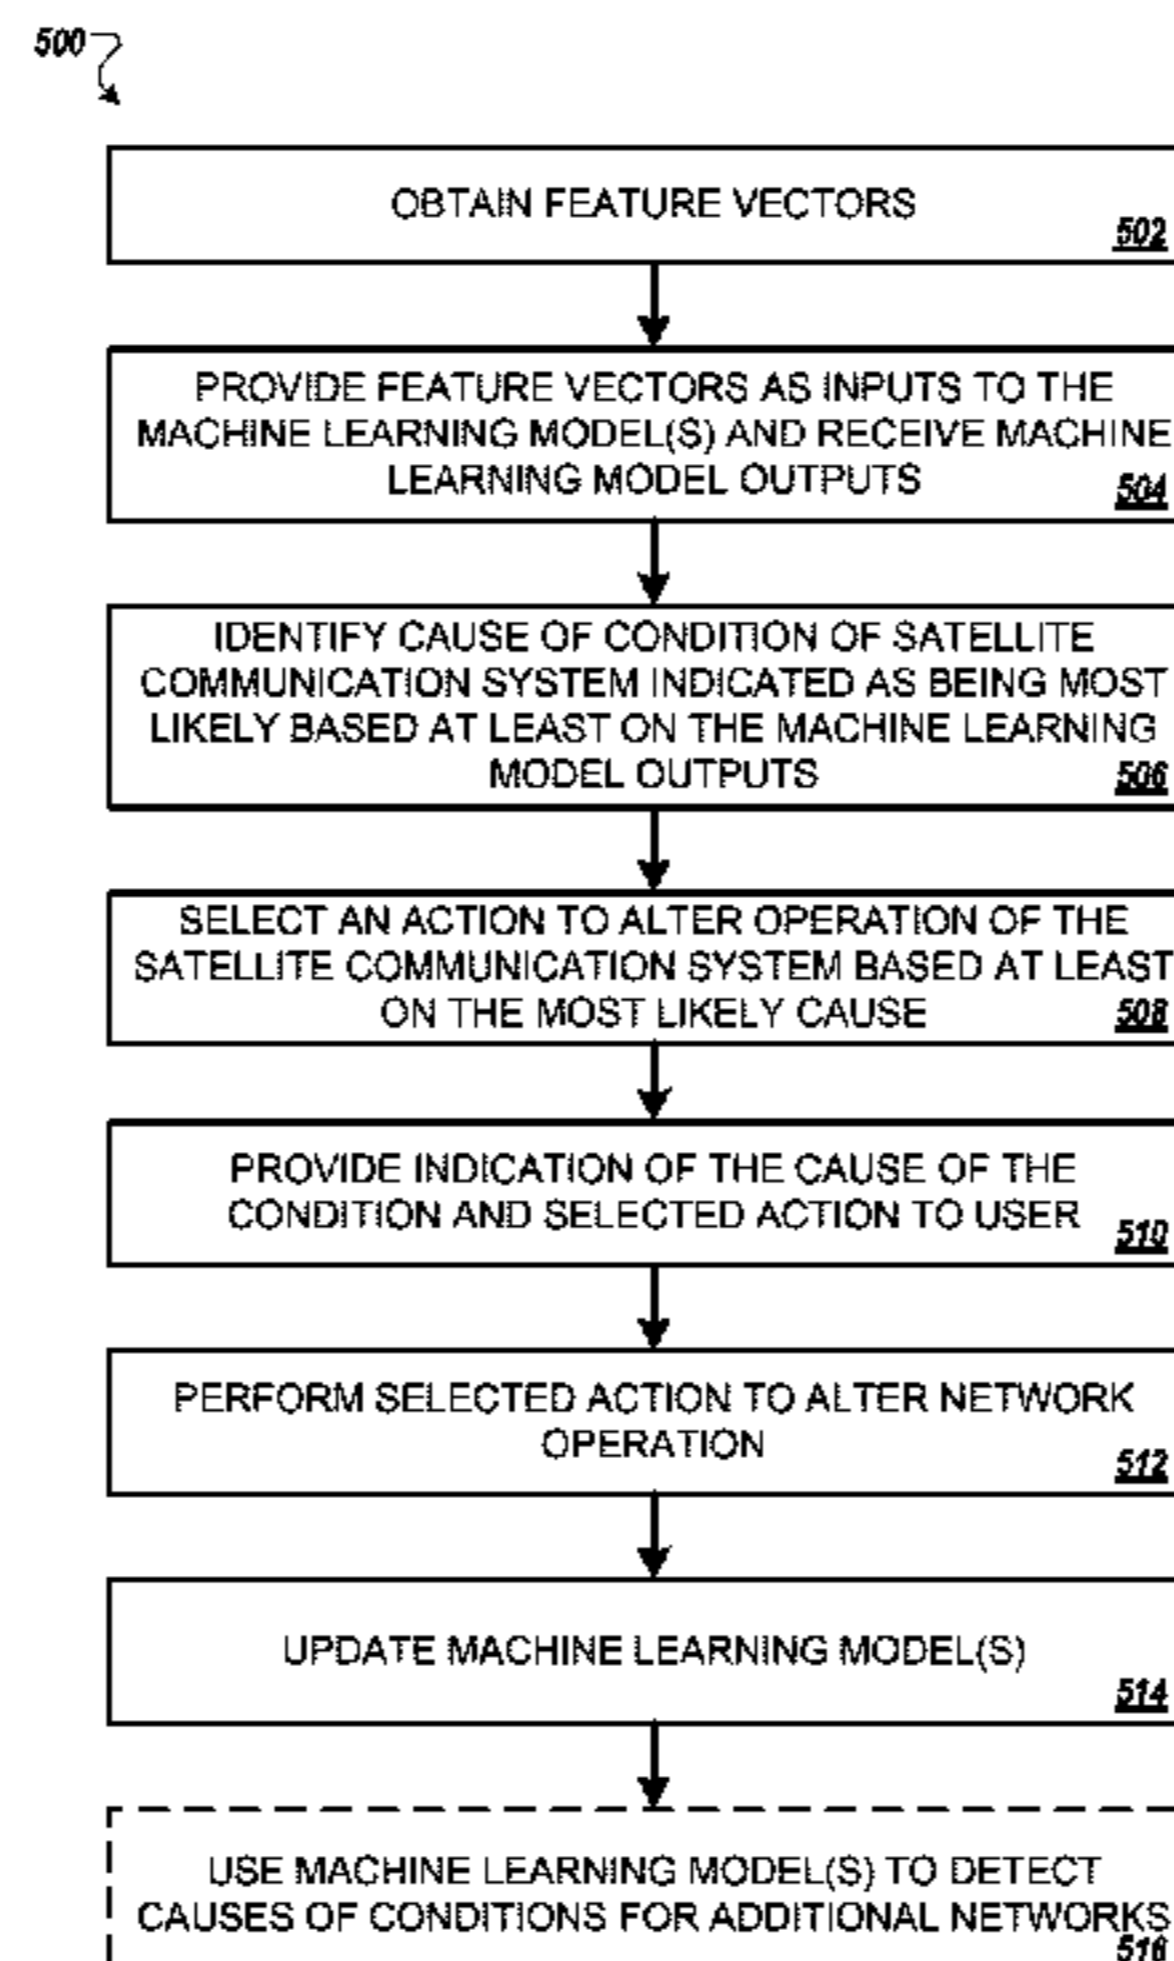 500
OBTAIN FEATURE VECTORS
502
PROVIDE FEATURE VECTORS AS INPUTS TO THE
MACHINE LEARNING MODEL(S) AND RECEIVE MACHINE
LEARNING MODEL OUTPUTS
504
IDENTIFY CAUSE OF CONDITION OF SATELLITE
COMMUNICATION SYSTEM INDICATED AS BEING MOST
LIKELY BASED AT LEAST ON THE MACHINE LEARNING
MODEL OUTPUTS
506
SELECT AN ACTION TO ALTER OPERATION OF THE
SATELLITE COMMUNICATION SYSTEM BASED AT LEAST
ON THE MOST LIKELY CAUSE
508
PROVIDE INDICATION OF THE CAUSE OF THE
CONDITION AND SELECTED ACTION TO USER
510
PERFORM SELECTED ACTION TO ALTER NETWORK
OPERATION
512
UPDATE MACHINE LEARNING MODEL(S)
514
USE MACHINE LEARNING MODEL(S) TO DETECT
CAUSES OF CONDITIONS FOR ADDITIONAL NETWORKS
516